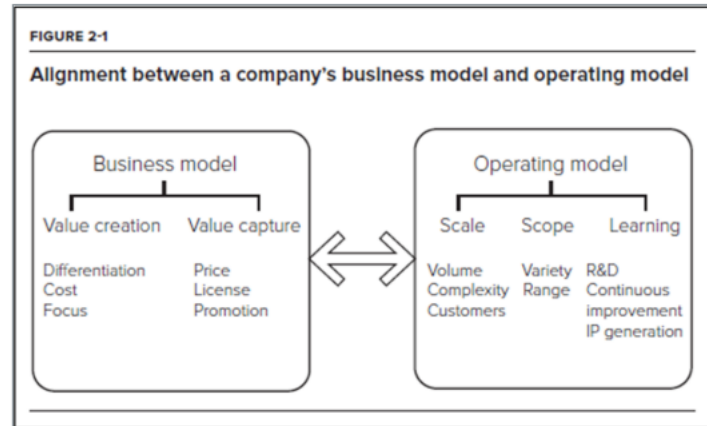 FIGURE 2-1
Alignment between a company's business model and operating model
Business model
Value creation
Value capture
Differentiation
Cost
Focus
Price
License
Promotion
Operating model
Scale
Scope
Learning
Volume
Complexity
Customers
Variety
Range
R&D
Continuous
improvement
IP generation